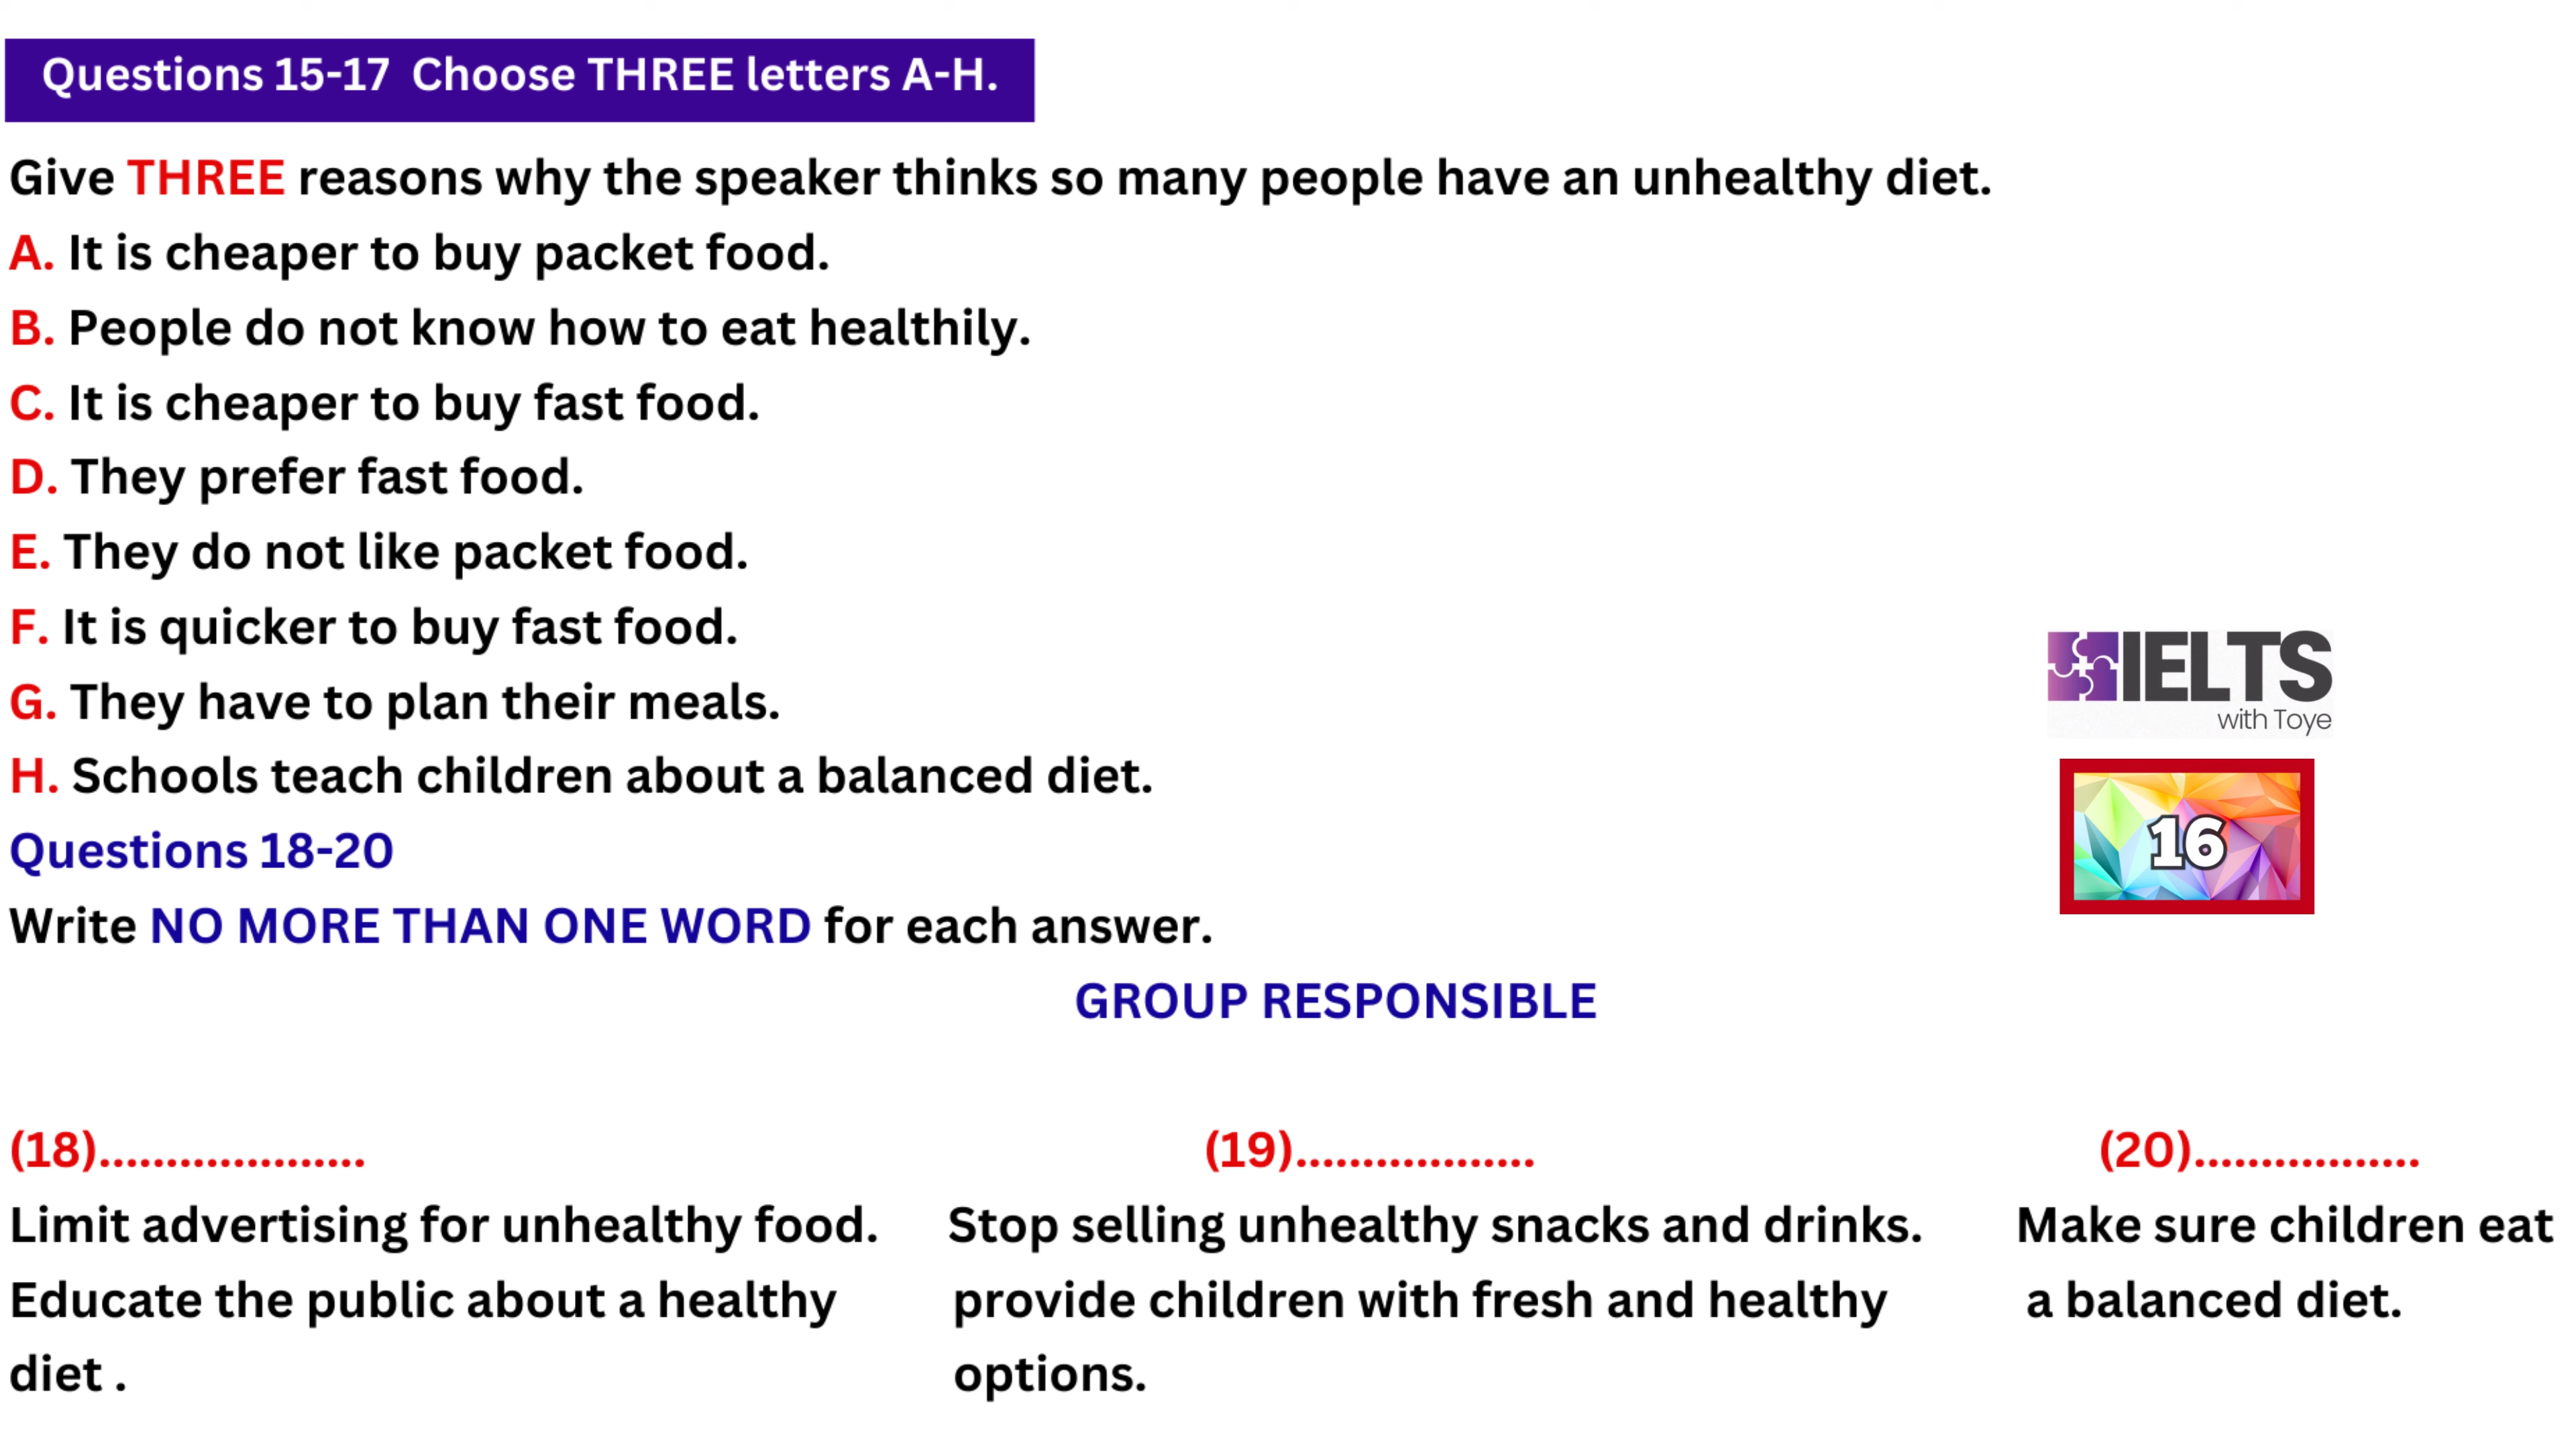 Questions 15-17 Choose THREE letters A-H.
Give THREE reasons why the speaker thinks so many people have an unhealthy diet.
A. It is cheaper to buy packet food.
B. People do not know how to eat healthily.
C. It is cheaper to buy fast food.
D. They prefer fast food.
E. They do not like packet food.
F. It is quicker to buy fast food.
G. They have to plan their meals.
H. Schools teach children about a balanced diet.
IELTS
with Toye
16
Questions 18-20
Write NO MORE THAN ONE WORD for each answer.
GROUP RESPONSIBLE
(18)....................
Limit advertising for unhealthy food.
Educate the public about a healthy
diet .
(19)..................
Stop selling unhealthy snacks and drinks.
provide children with fresh and healthy
options.
(20).................
Make sure children eat
a balanced diet.